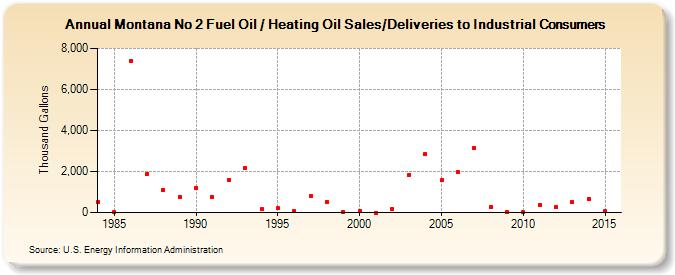 Annual Montana No 2 Fuel Oil / Heating Oil Sales/Deliveries to Industrial Consumers
Thousand Gallons
8,000
6,000
4,000
2,000
0
1985 1990 1995 2000 2005 2010 2015
Source: U.S. Energy Information Administration